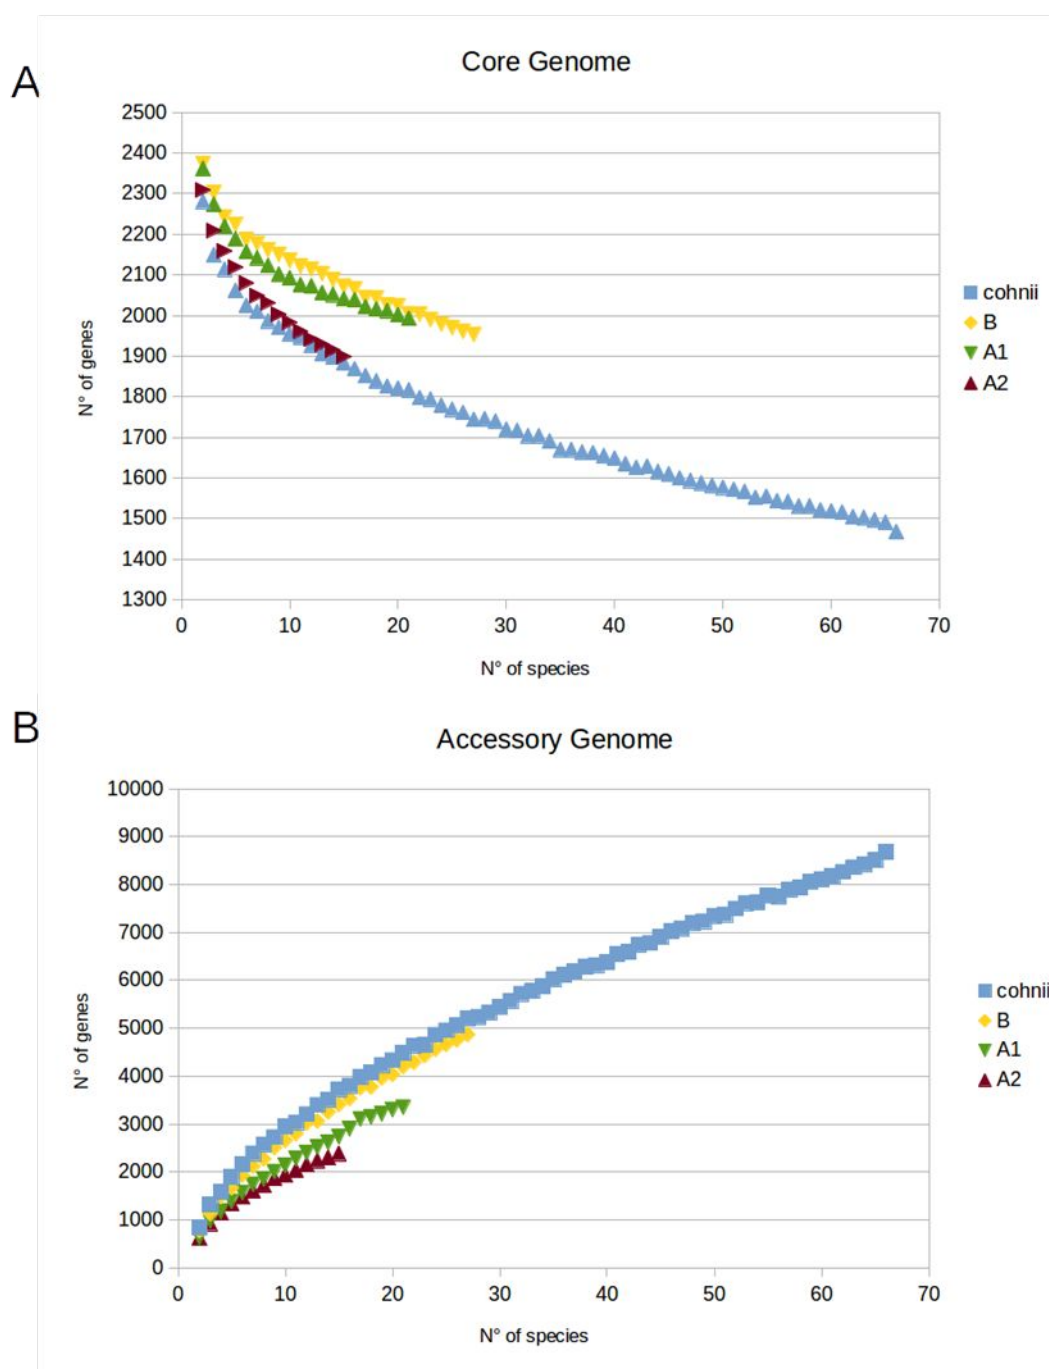 A
Core Genome
2500
2400
2300
2200
2100
2000
1900
1800
1700
1600
1500
1400
1300
N° of genes
0 10 20 30 40 50 60 70
N° of species
cohnii
B
A1
A2
B
Accessory Genome
10000
9000
8000
7000
6000
5000
4000
3000
2000
1000
0
N° of genes
0 10 20 30 40 50 60 70
N° of species
cohnii
B
A1
A2